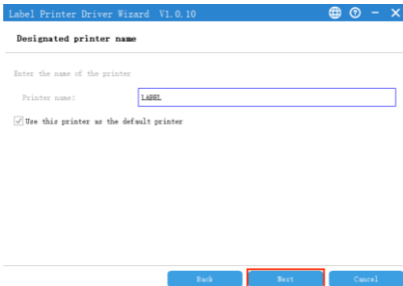 Label Printer Driver Wizard V1.0.10
Designated printer name
Enter the name of the printer
Printer name: LABEL
Use this printer as the default printer
Back Next Cancel